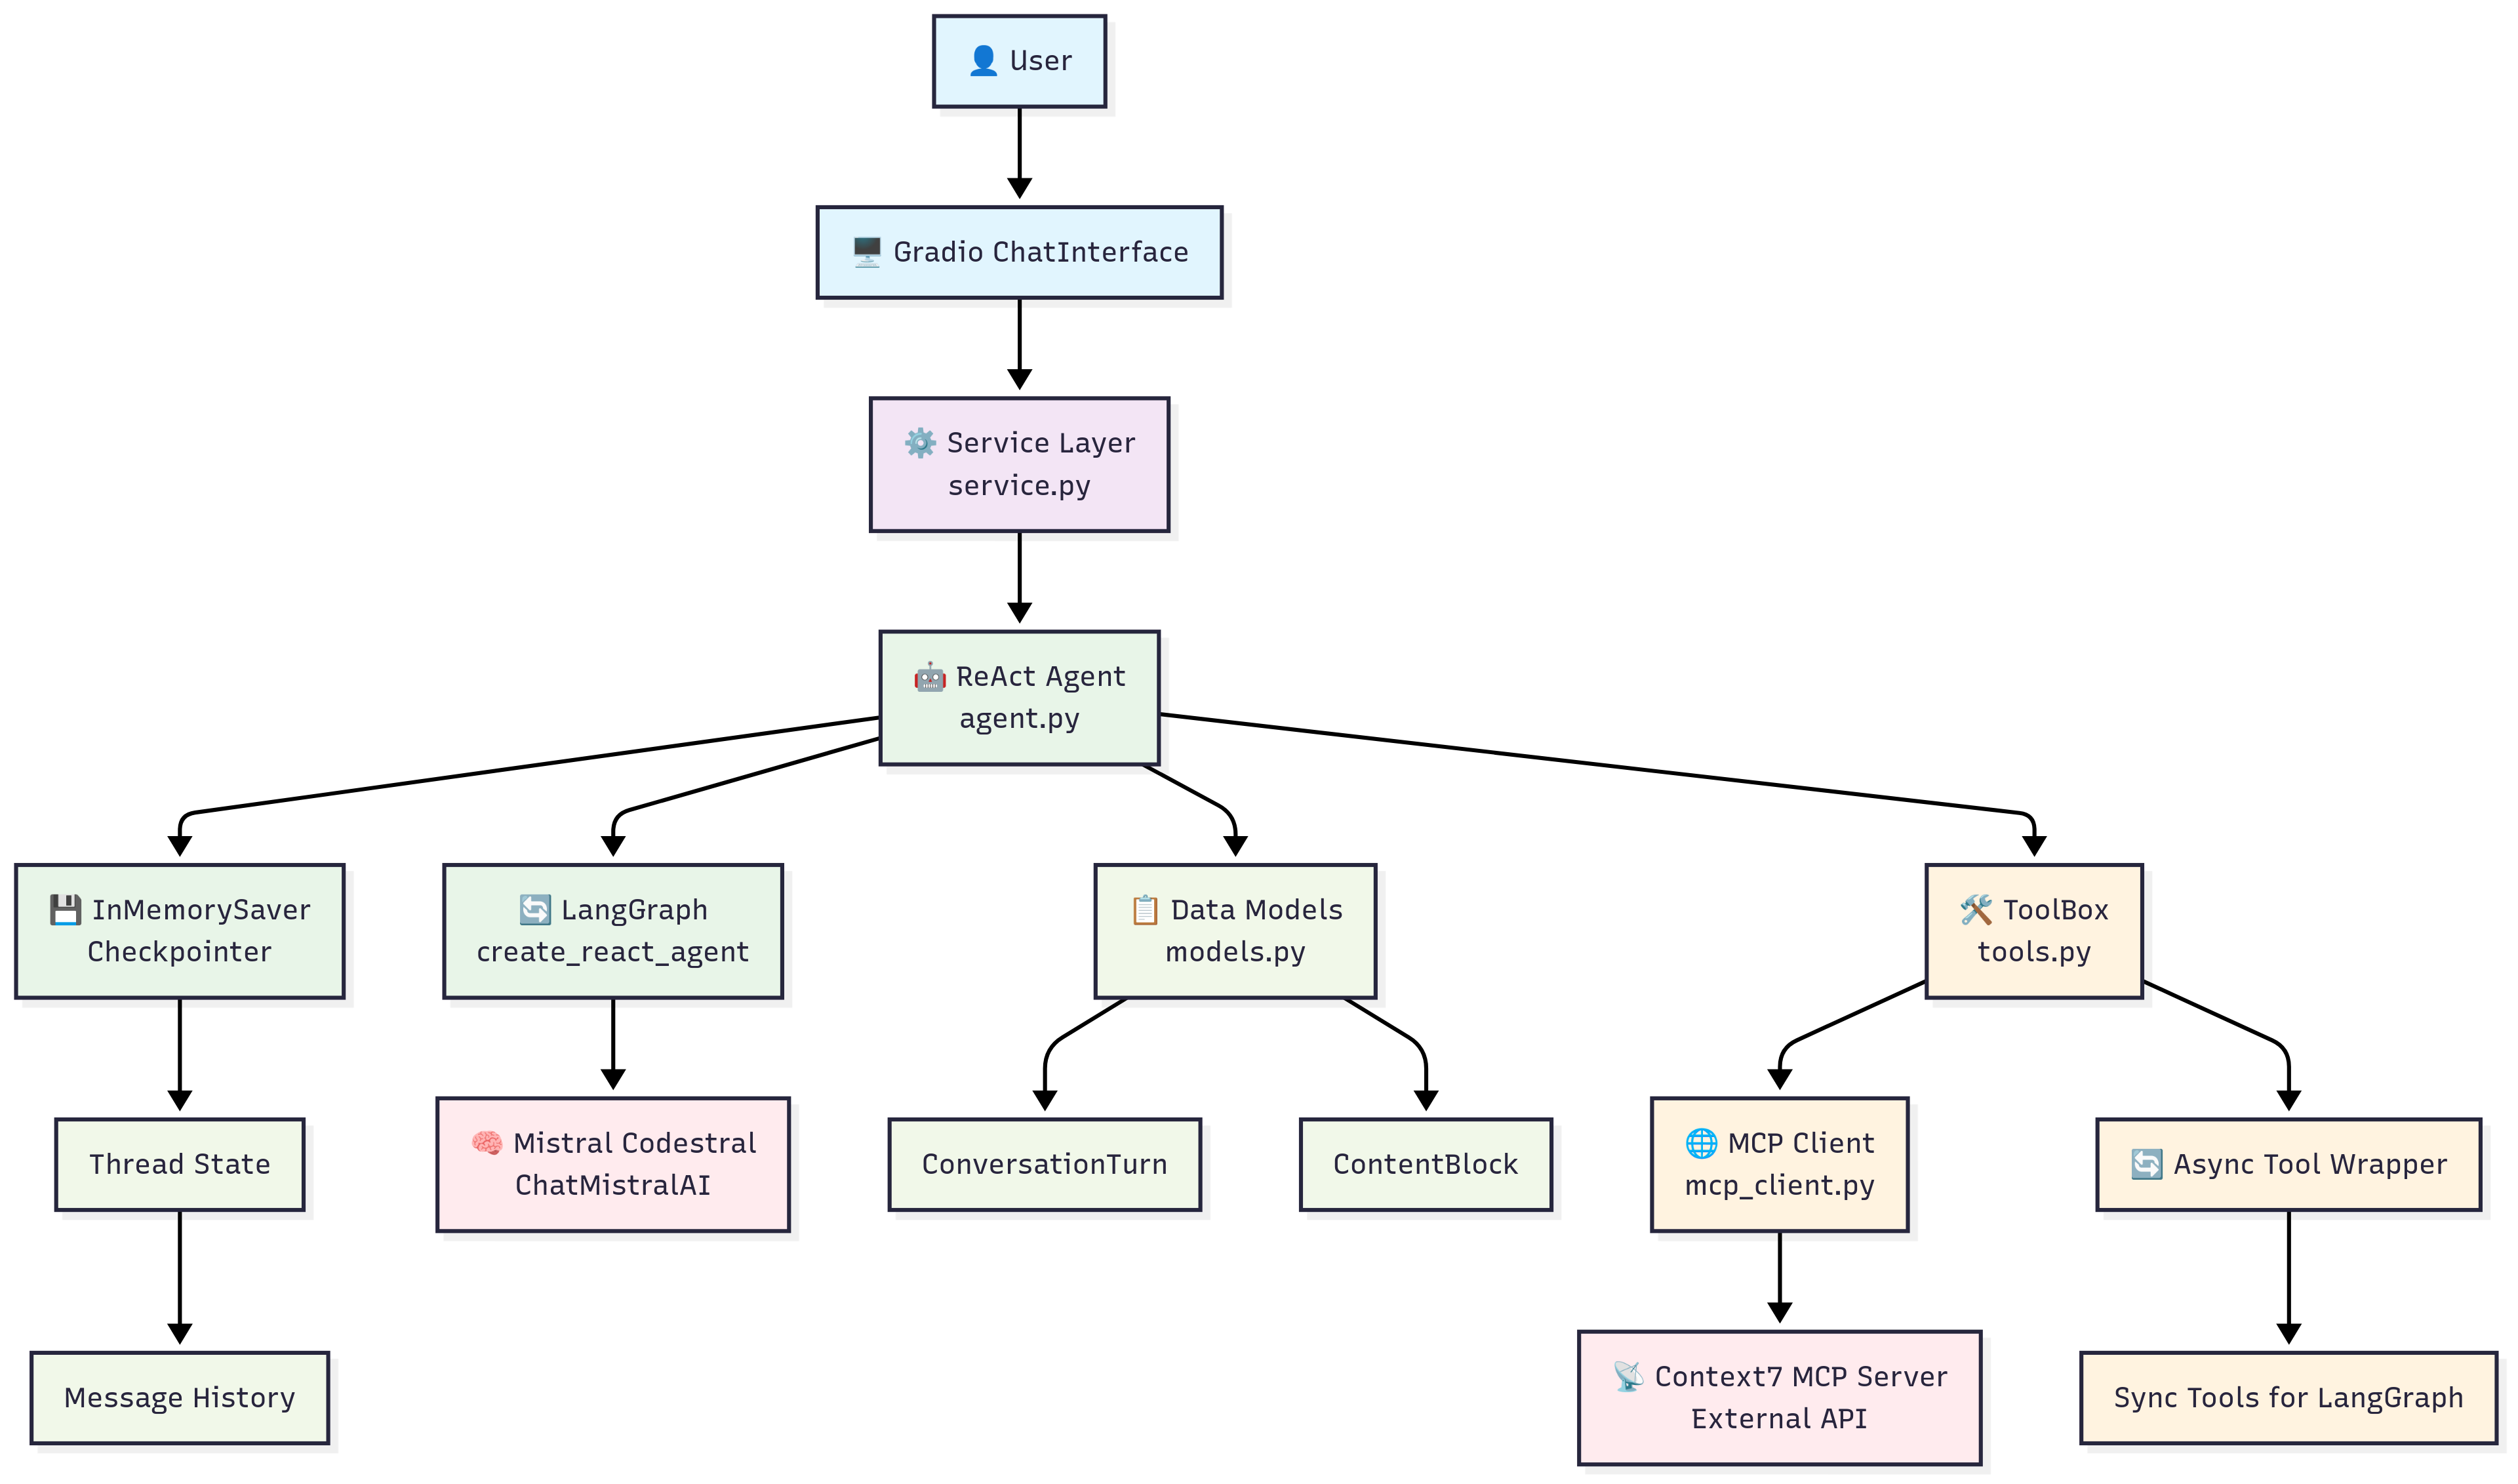 👤 User
🖥️ Gradio ChatInterface
⚙️ Service Layer
service.py
🤖 ReAct Agent
agent.py
💾 InMemorySaver
Checkpointer
🔄 LangGraph
create_react_agent
📋 Data Models
models.py
🛠️ ToolBox
tools.py
Thread State
🧠 Mistral Codestral
ChatMistralAI
ConversationTurn
ContentBlock
🌐 MCP Client
mcp_client.py
🔄 Async Tool Wrapper
Message History
📡 Context7 MCP Server
External API
Sync Tools for LangGraph